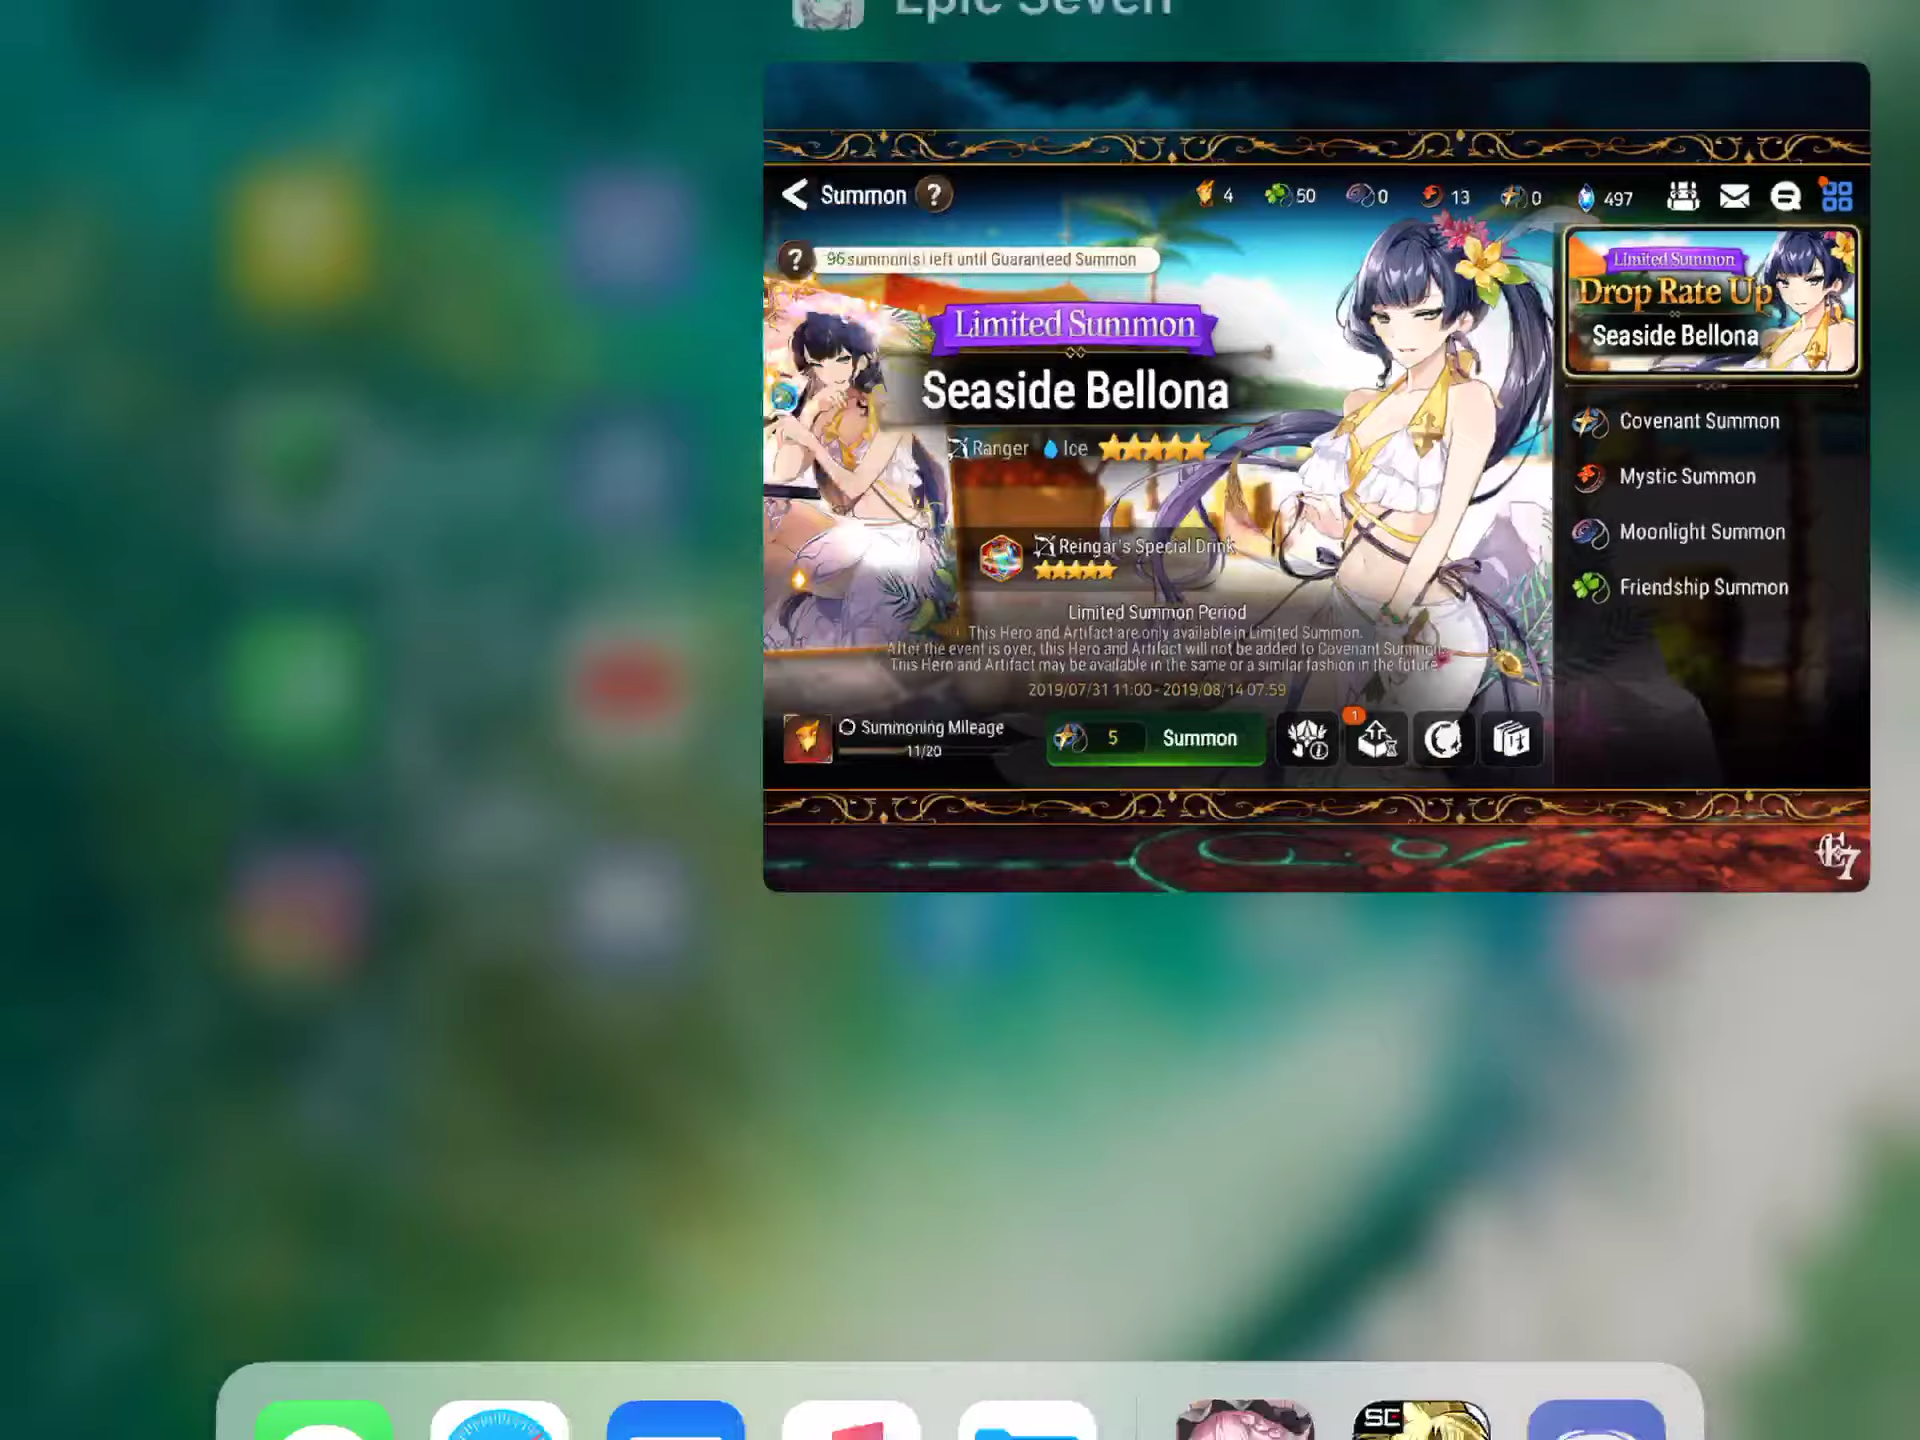 Epic Seven
Summon ?
4 50 0 13 0 497
? 96 summon(s) left until Guaranteed Summon
Limited Summon
Seaside Bellona
Ranger Ice
Reingar's Special Drink
Limited Summon Period
This Hero and Artifact are only available in Limited Summon.
After the event is over, this Hero and Artifact will not be added to Covenant Summon.
This Hero and Artifact may be available in the same or a similar fashion in the future.
2019/07/31 11:00 - 2019/08/14 07:59
Summoning Mileage
11/20
5 Summon
1
Limited Summon
Drop Rate Up
Seaside Bellona
Covenant Summon
Mystic Summon
Moonlight Summon
Friendship Summon
E7
SC